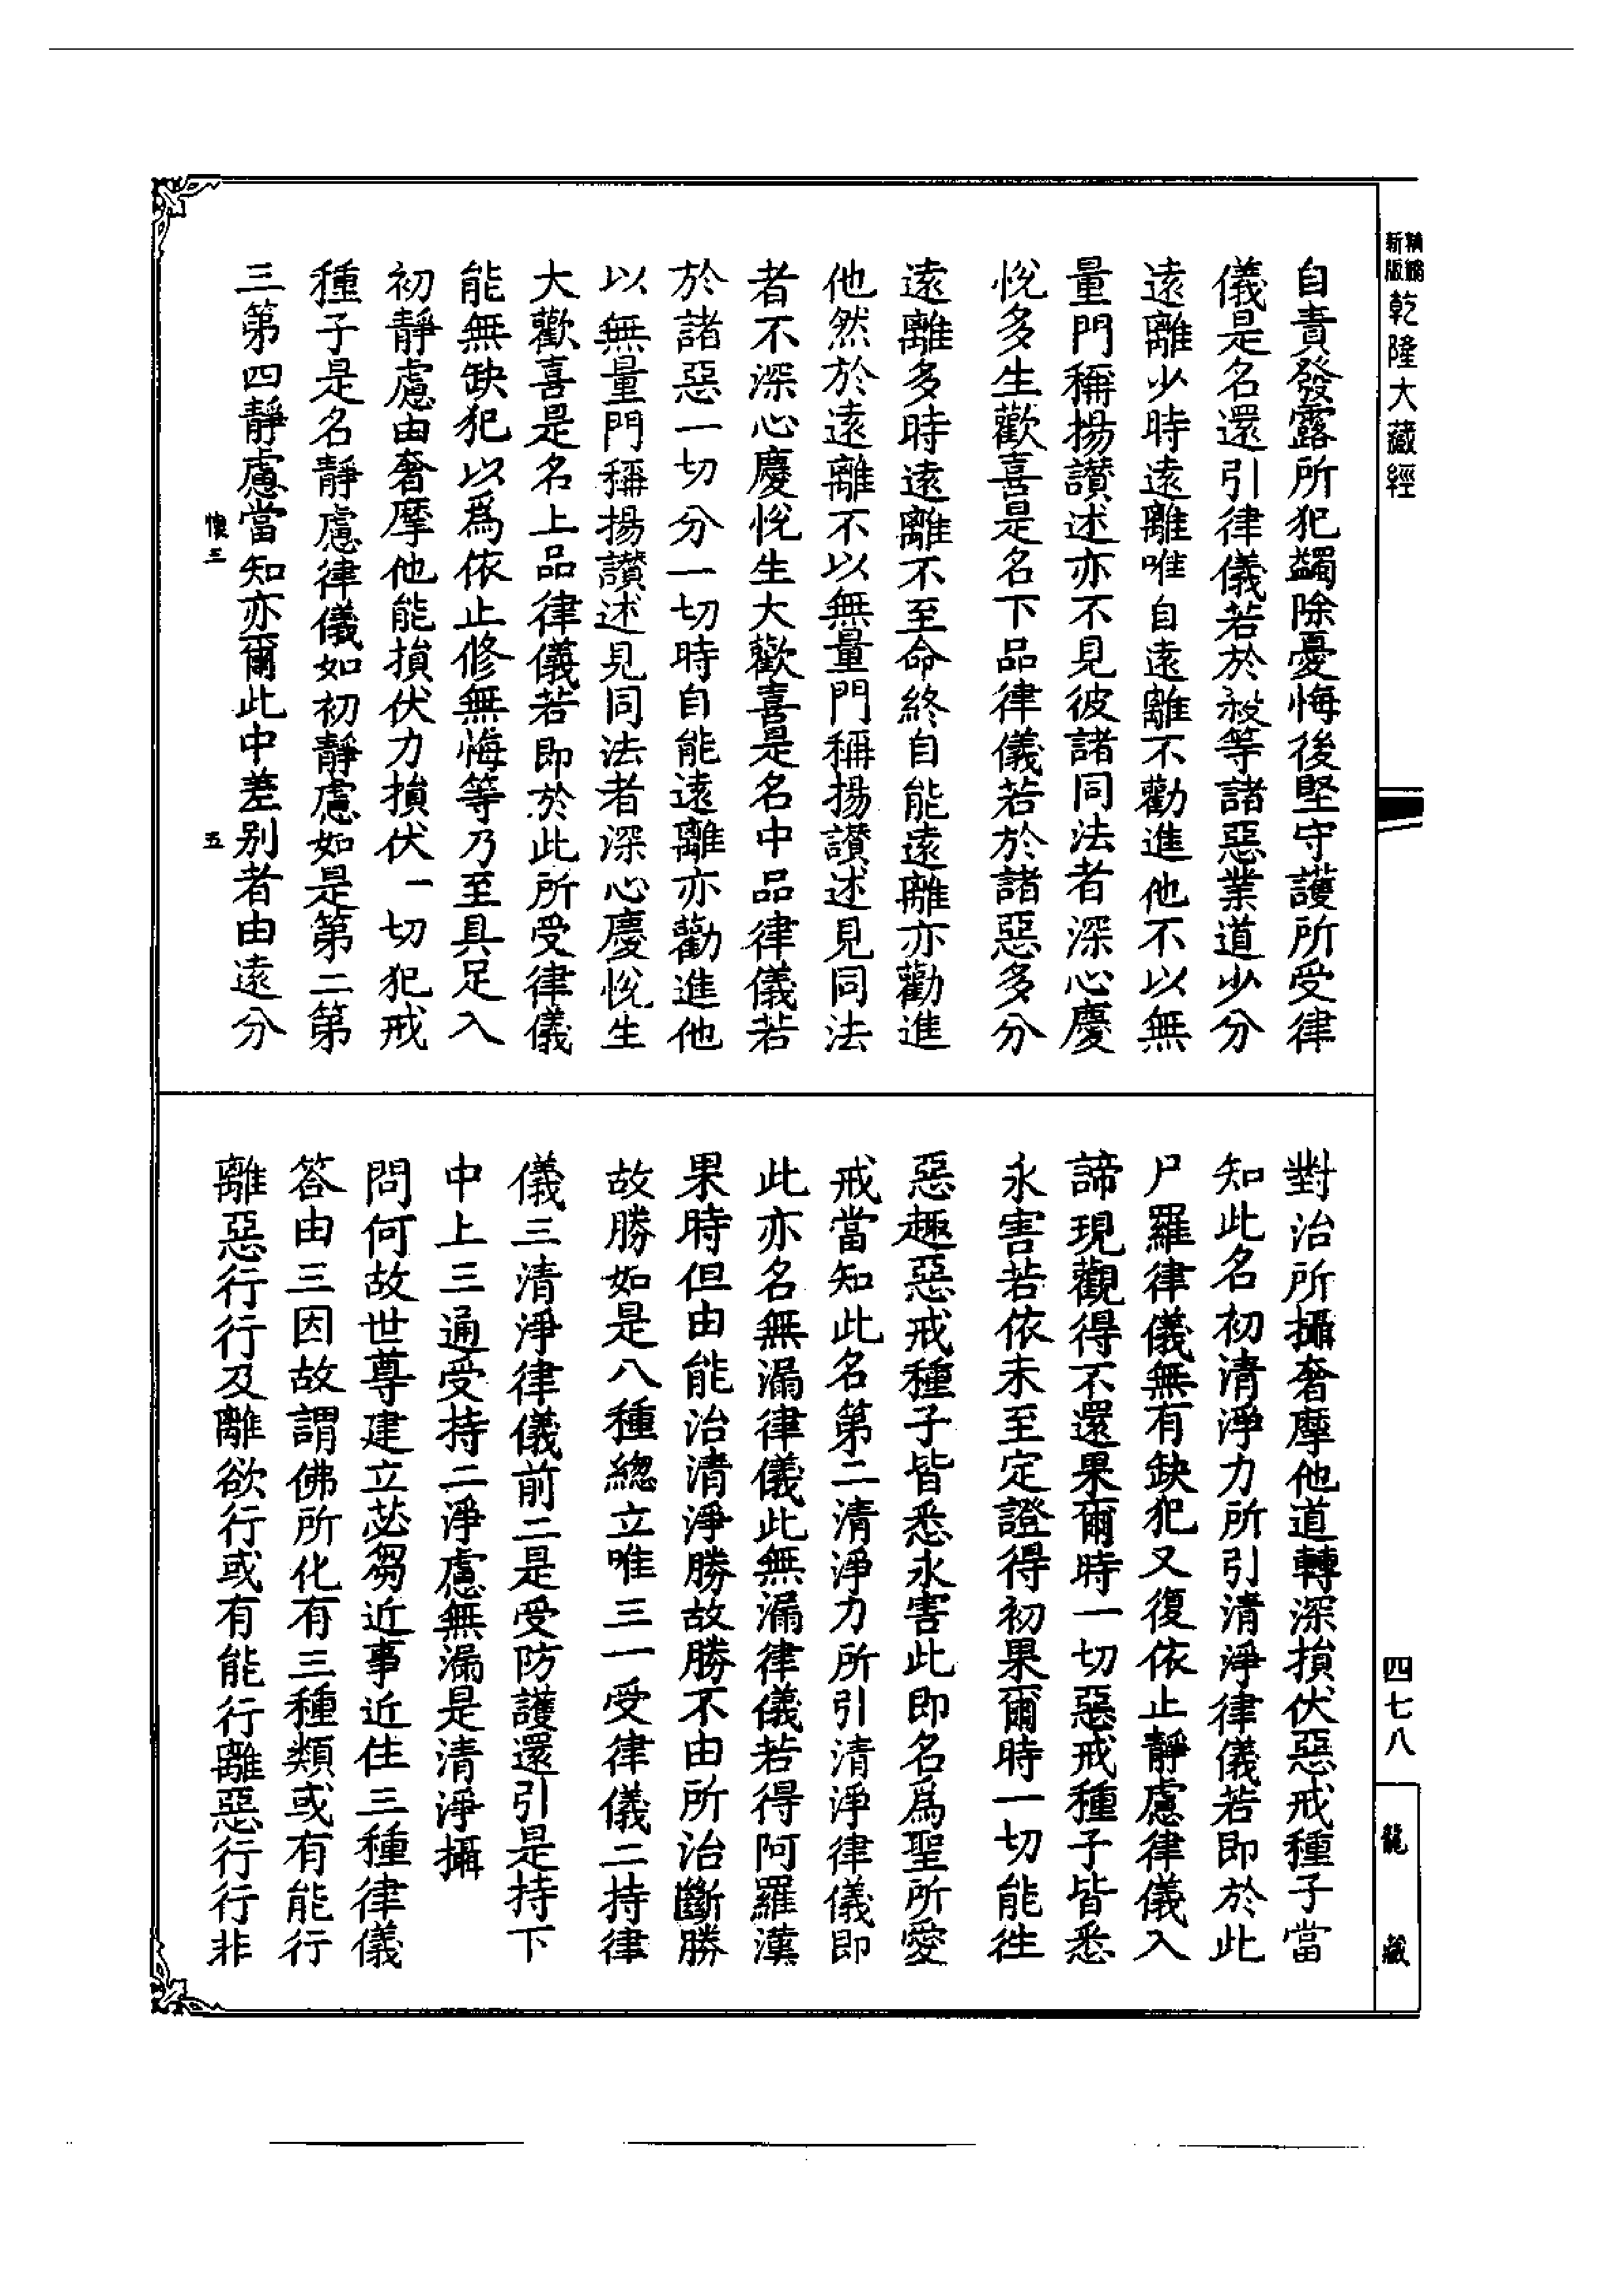 精編
新版
乾隆大藏經
自責發露所犯蠲除憂悔後堅守護所受律
儀是名還引律儀若於殺等諸惡業道少分
遠離少時遠離唯自遠離不勸進他不以無
量門稱揚讃述亦不見彼諸同法者深心慶
悅多生歡喜是名下品律儀若於諸惡多分
遠離多時遠離不至命終自能遠離亦勸進
他然於遠離不以無量門稱揚讃述見同法
者不深心慶悅生大歡喜是名中品律儀若
於諸惡一切分一切時自能遠離亦勸進他
以無量門稱揚讃述見同法者深心慶悅生
大歡喜是名上品律儀若即於此所受律儀
能無缺犯以為依止修無悔等乃至具足入
初靜慮由奢摩他能損伏力損伏一切犯戒
種子是名靜慮律儀如初靜慮如是第二第
三第四靜慮當知亦爾此中差別者由遠分
懷三
五
對治所攝奢摩他道轉深損伏惡戒種子當
知此名初清淨力所引清淨律儀若即於此
尸羅律儀無有缺犯又復依止靜慮律儀入
諦現觀得不還果爾時一切惡戒種子皆悉
永害若依未至定證得初果爾時一切能往
惡趣惡戒種子皆悉永害此即名為聖所愛
戒當知此名第二清淨力所引清淨律儀即
此亦名無漏律儀此無漏律儀若得阿羅漢
果時但由能治清淨勝故勝不由所治斷勝
故勝如是八種總立唯三一受律儀二持律
儀三清淨律儀前二是受防護還引是持下
中上三通受持二淨慮無漏是清淨攝
問何故世尊建立苾芻近事近住三種律儀
答由三因故謂佛所化有三種類或有能行
離惡行行及離欲行或有能行離惡行行非
四七八
龍藏